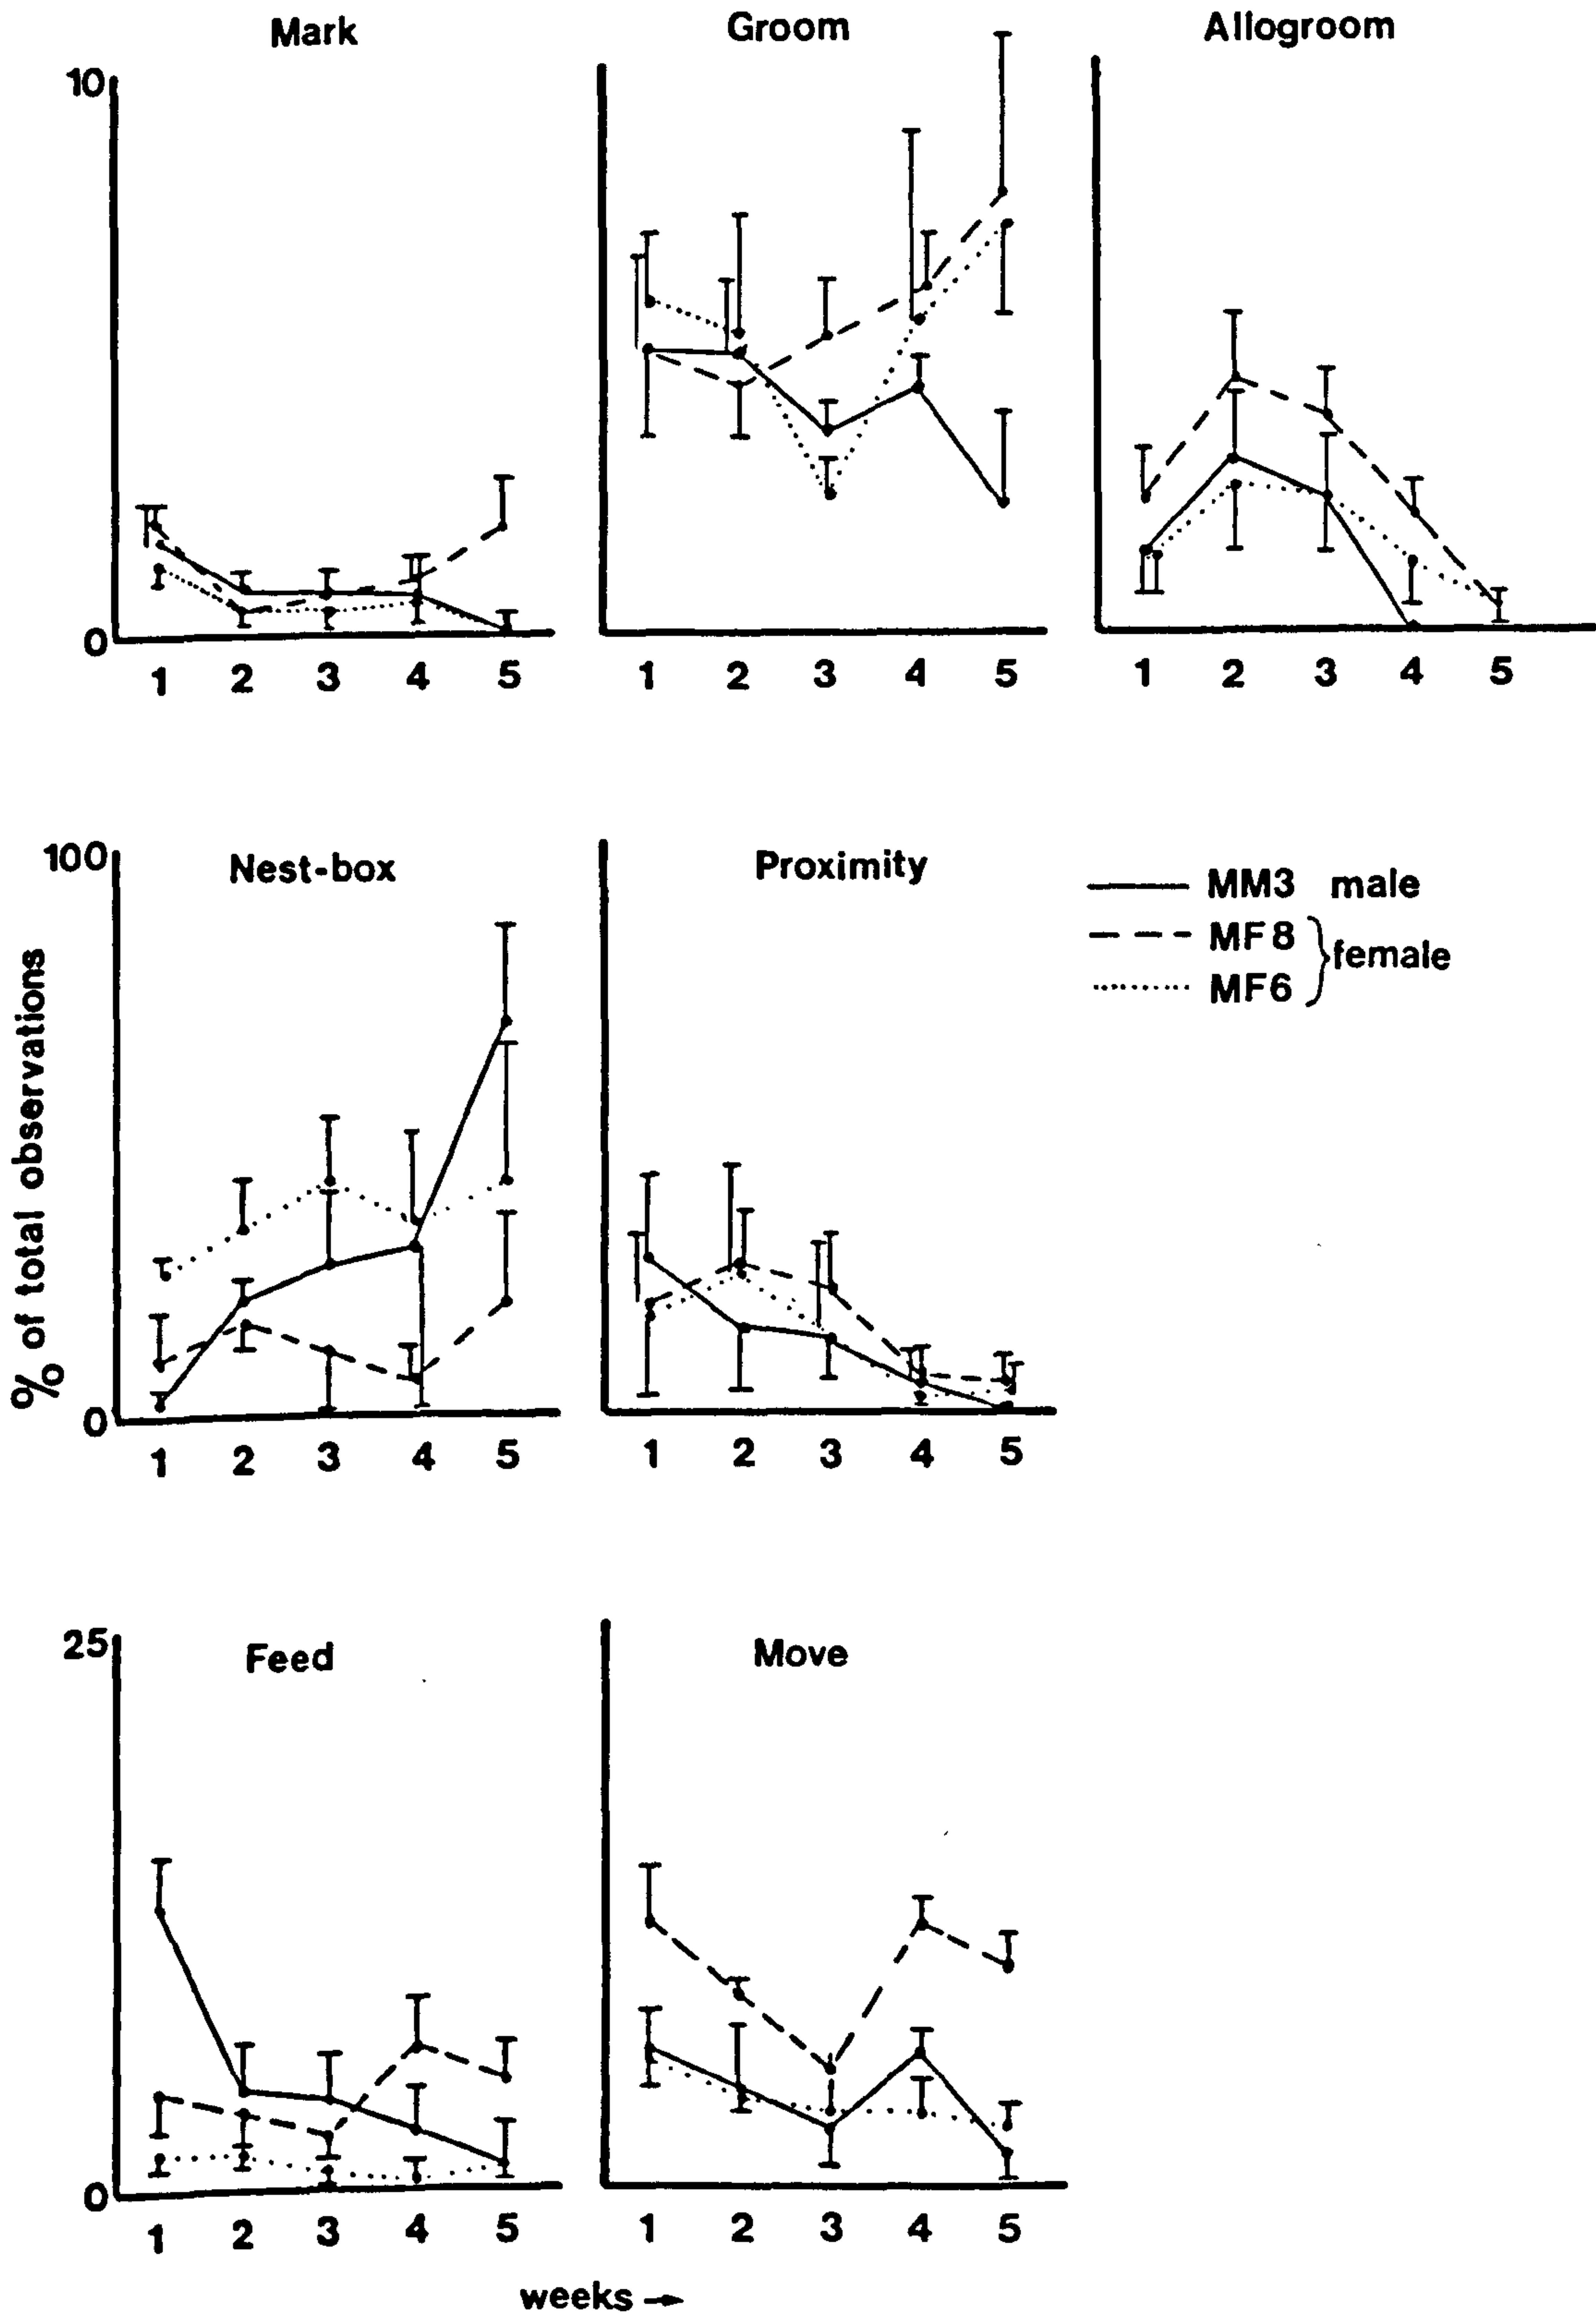 Mark Groom Allogroom
10
0
1 2 3 4 5 1 2 3 4 5 1 2 3 4 5
100
Nest-box Proximity
MM3 male
MF8
female
MF6
% of total observations
0
1 2 3 4 5 1 2 3 4 5
25
Feed Move
0
1 2 3 4 5 1 2 3 4 5
weeks →